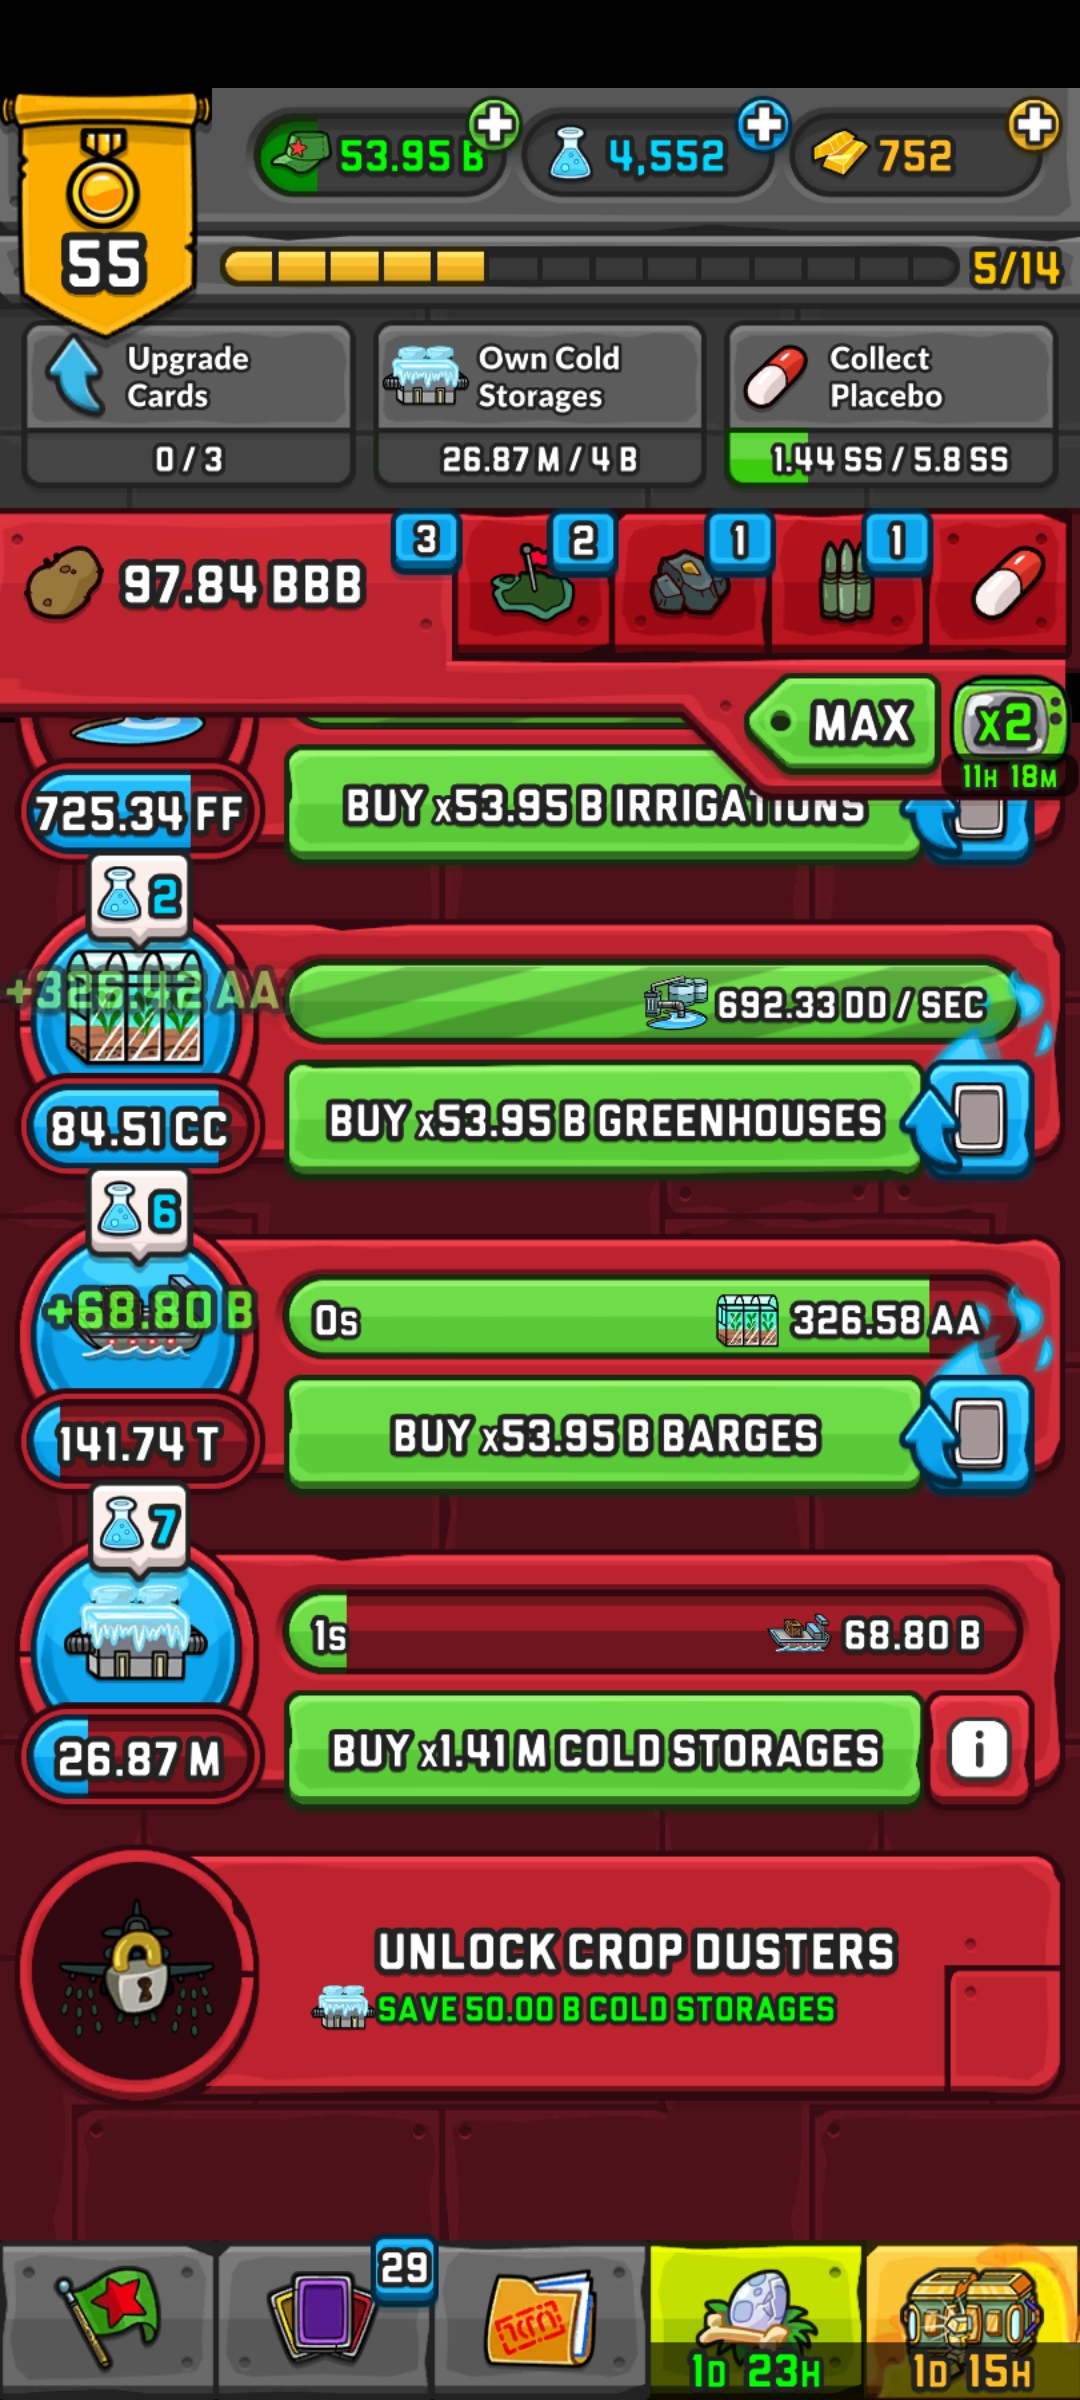 53.95 B
4,552
752
55
5/14
Upgrade
Cards
0 / 3
Own Cold
Storages
26.87 M / 4 B
Collect
Placebo
1.44 SS / 5.8 SS
97.84 BBB
3
2
1
1
MAX
x2
11H 18M
725.34 FF
BUY x53.95 B IRRIGATIONS
2
+326.42 AA
692.33 DD / SEC
84.51 CC
BUY x53.95 B GREENHOUSES
6
+68.80 B
0s
326.58 AA
141.74 T
BUY x53.95 B BARGES
7
1s
68.80 B
26.87 M
BUY x1.41 M COLD STORAGES
i
UNLOCK CROP DUSTERS
SAVE 50.00 B COLD STORAGES
29
1D 23H
1D 15H